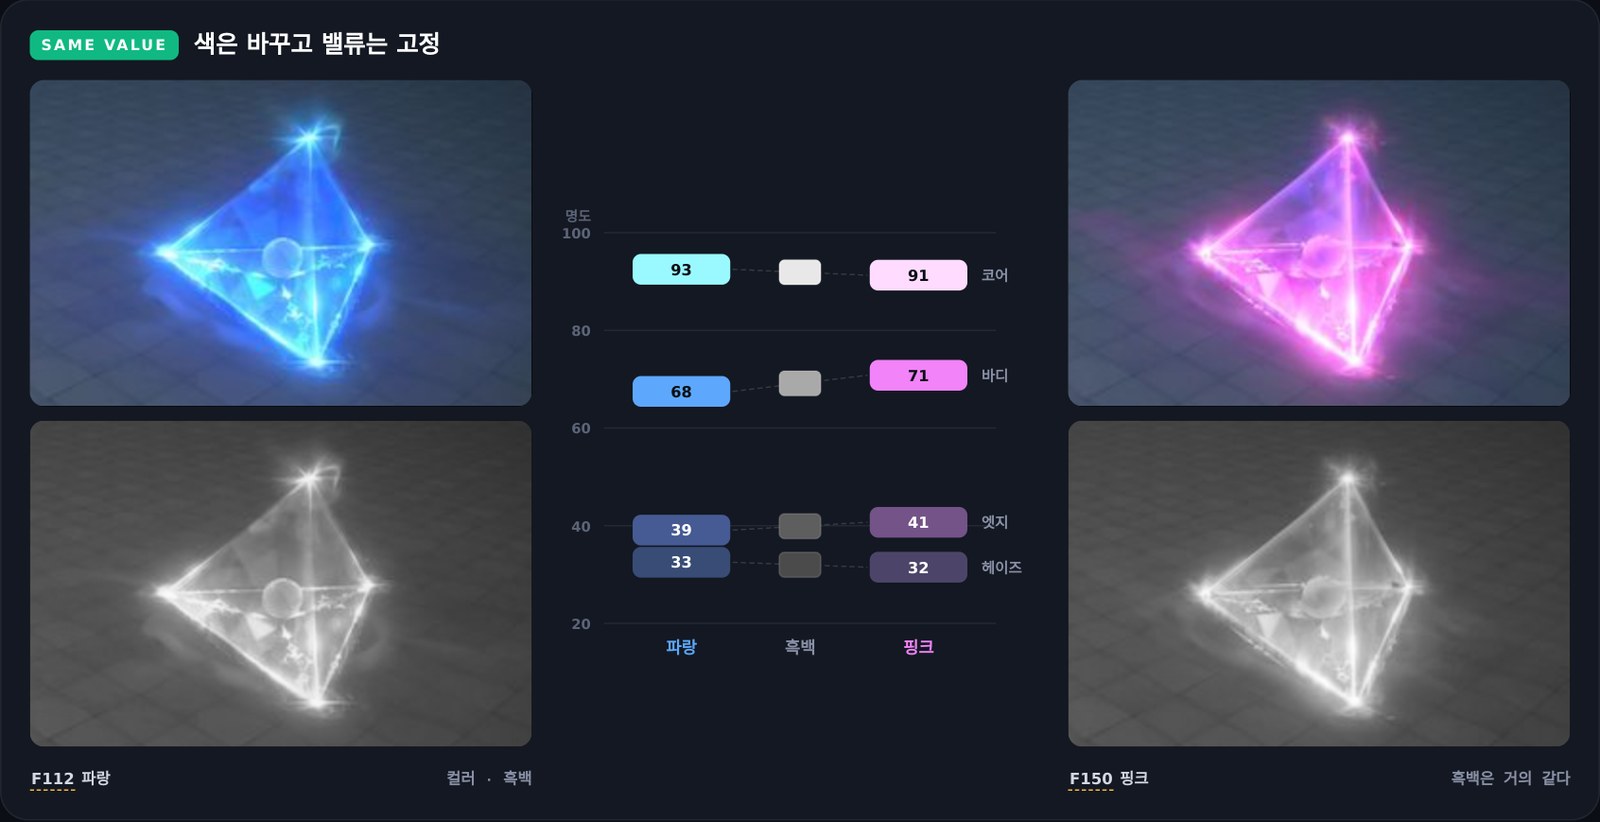 SAME VALUE 색은 바꾸고 밸류는 고정
명도
100
93 91 코어
80
68 71 바디
60
40 39 41 엣지
33 32 헤이즈
20
파랑 흑백 핑크
F112 파랑 컬러 · 흑백
F150 핑크 흑백은 거의 같다